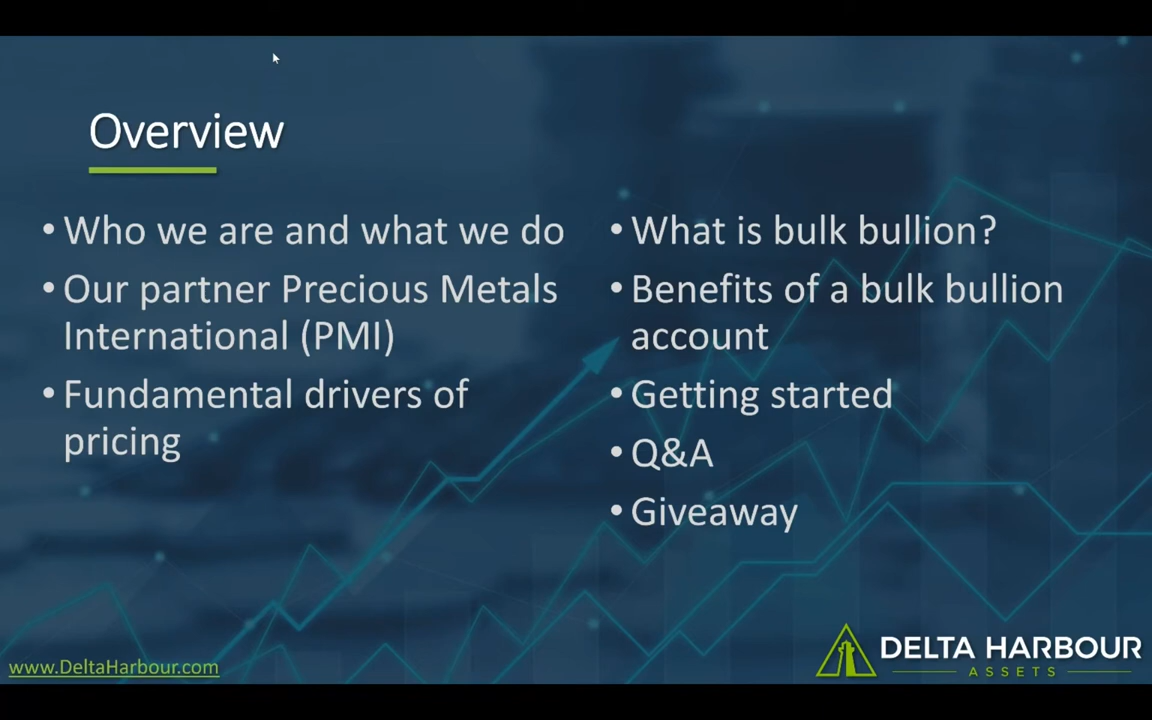 Overview
• Who we are and what we do
• Our partner Precious Metals
International (PMI)
• Fundamental drivers of
pricing
• What is bulk bullion?
• Benefits of a bulk bullion
account
• Getting started
• Q&A
• Giveaway
www.DeltaHarbour.com
DELTA HARBOUR
ASSETS